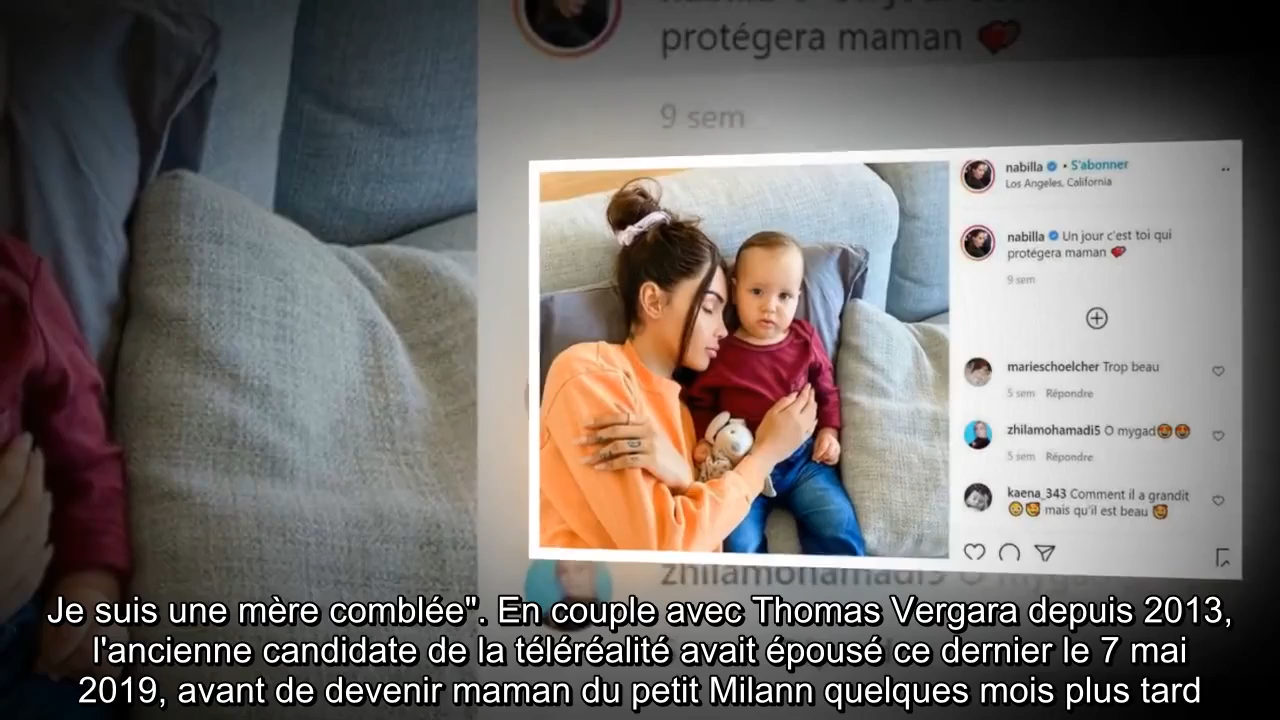 protégera maman ❤
9 sem
nabilla • S'abonner
Los Angeles, California
nabilla Un jour c'est toi qui
protégera maman ❤
9 sem
marieschoelcher Trop beau
5 sem Répondre
zhilamohamadi5 O mygad🤩🤩
5 sem Répondre
kaena_343 Comment il a grandit
😳🥰 mais qu'il est beau 🥰
zhilamohamadi5 O mygad
Je suis une mère comblée". En couple avec Thomas Vergara depuis 2013,
l'ancienne candidate de la téléréalité avait épousé ce dernier le 7 mai
2019, avant de devenir maman du petit Milann quelques mois plus tard